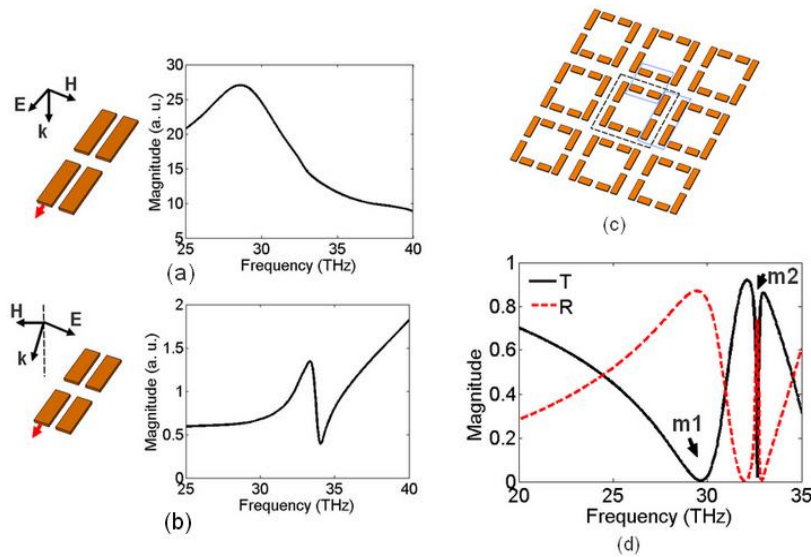 H
E
k
Magnitude (a. u.)
30
25
20
15
10
5
25
30
35
40
Frequency (THz)
(a)
H
E
k
Magnitude (a. u.)
2
1.5
1
0.5
0
25
30
35
40
Frequency (THz)
(b)
(c)
Magnitude
1
0.8
0.6
0.4
0.2
0
T
R
m1
m2
20
25
30
35
Frequency (THz)
(d)